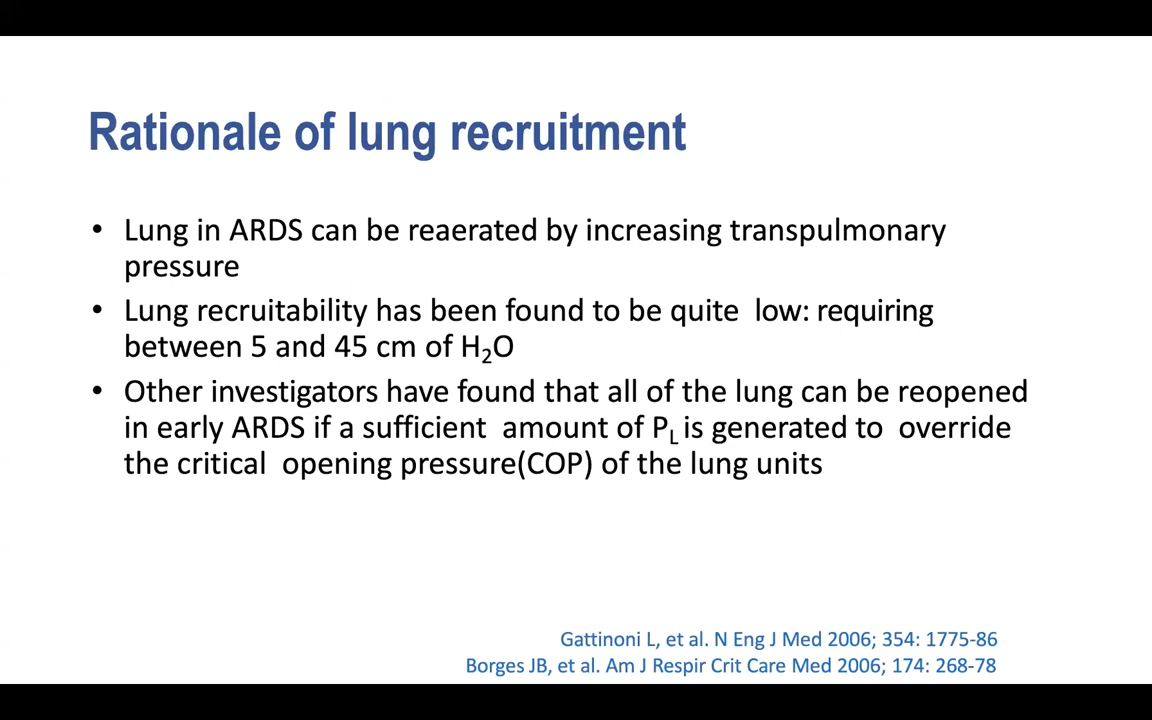 Rationale of lung recruitment
• Lung in ARDS can be reaerated by increasing transpulmonary
pressure
• Lung recruitability has been found to be quite  low: requiring
between 5 and 45 cm of H₂O
• Other investigators have found that all of the lung can be reopened
in early ARDS if a sufficient  amount of P_L is generated to  override
the critical  opening pressure(COP) of the lung units
Gattinoni L, et al. N Eng J Med 2006; 354: 1775-86
Borges JB, et al. Am J Respir Crit Care Med 2006; 174: 268-78